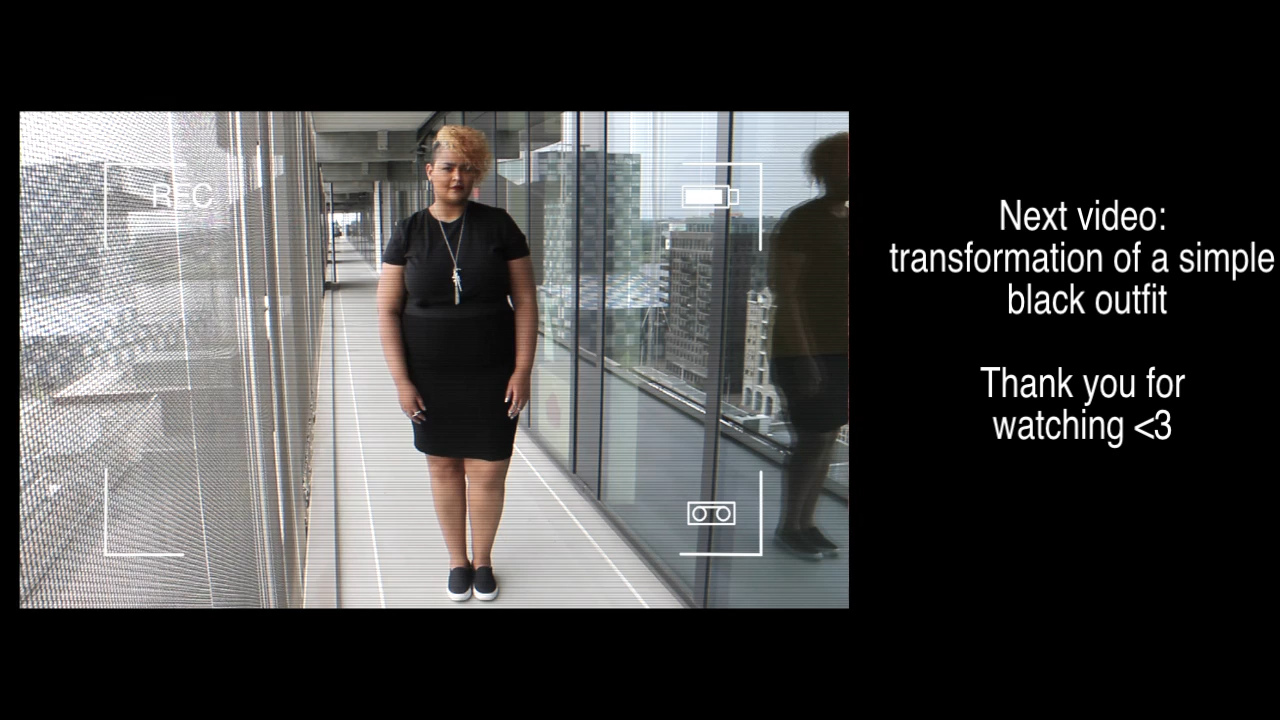 REC
Next video:
transformation of a simple
black outfit
Thank you for
watching <3